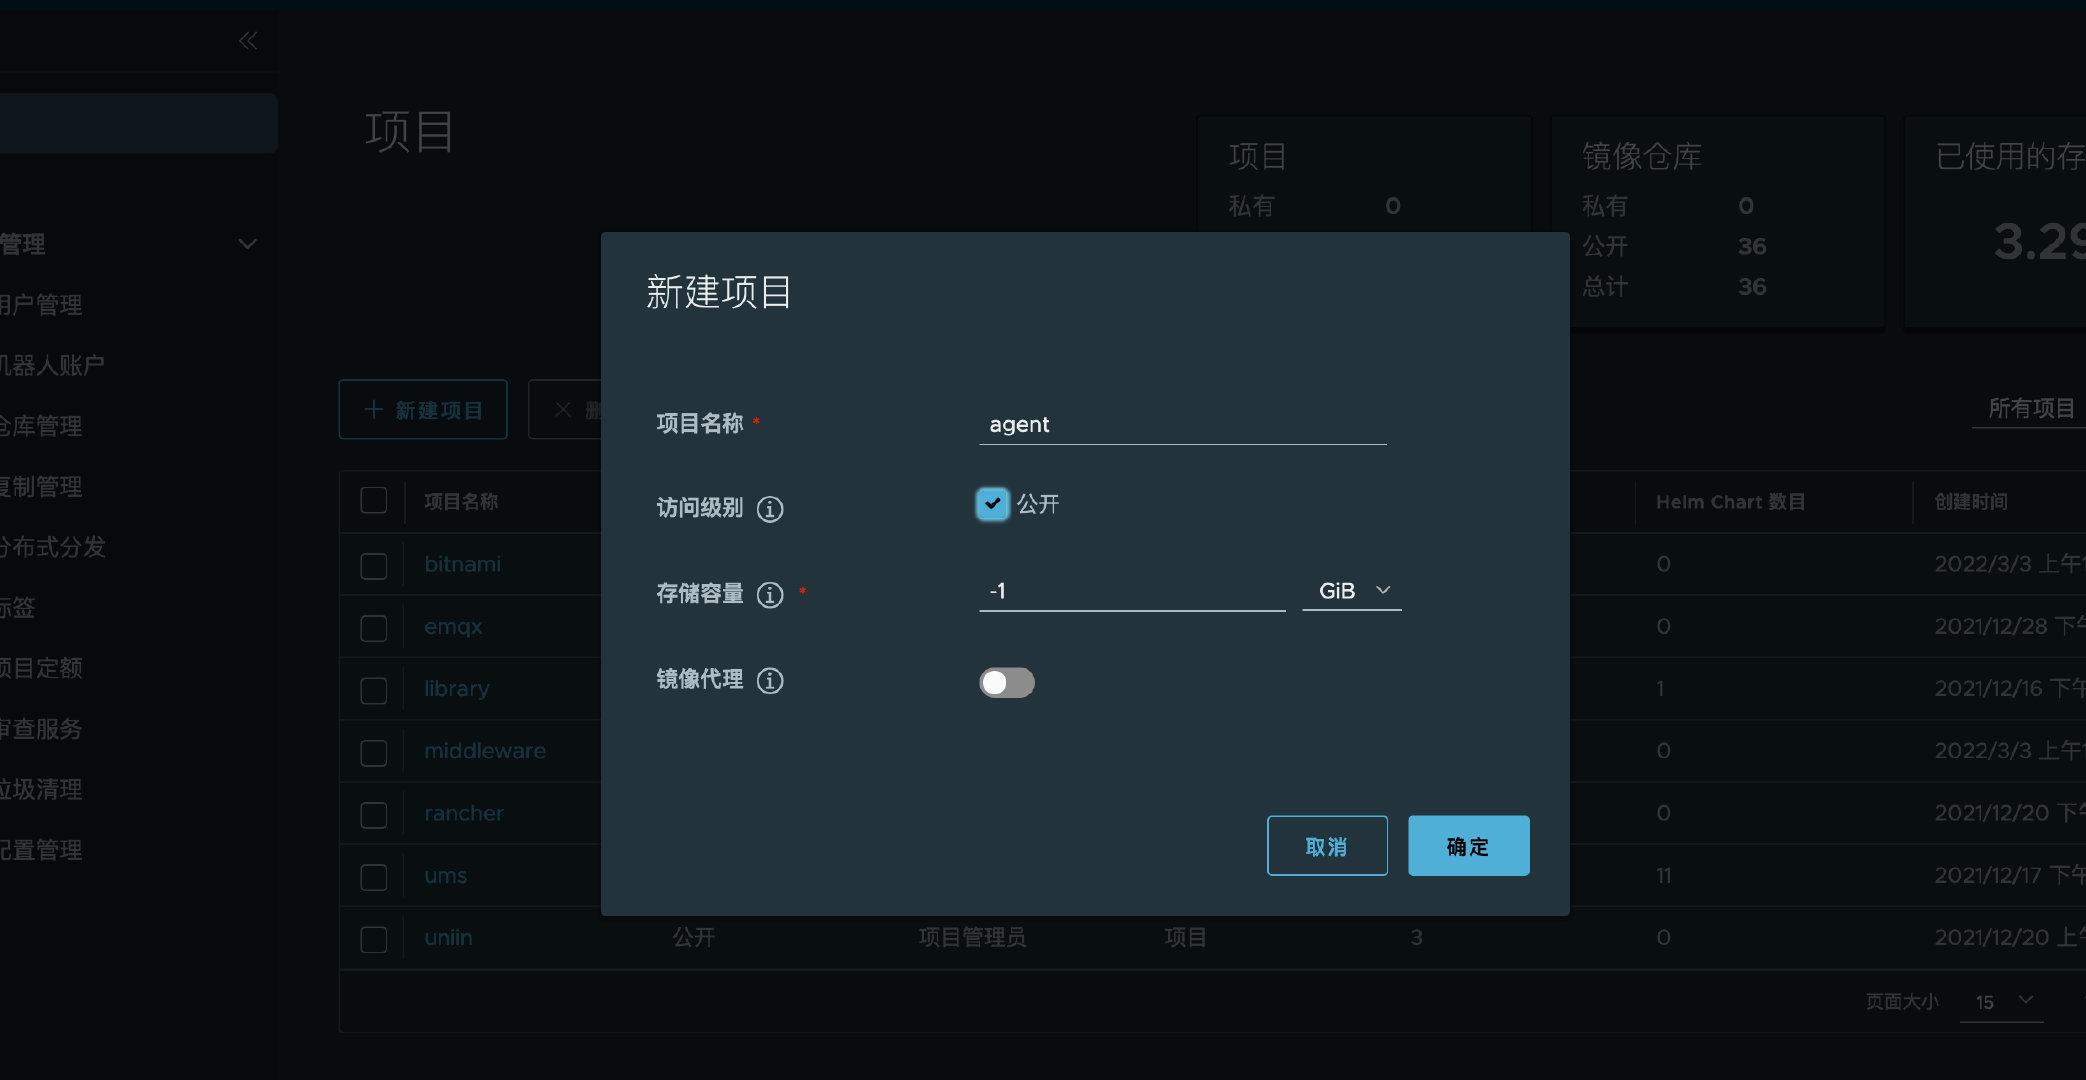 项目
项目
私有 0
镜像仓库
私有 0
公开 36
总计 36
已使用的存
3.29
管理
用户管理
机器人账户
仓库管理
复制管理
分布式分发
标签
项目定额
审查服务
垃圾清理
配置管理
新建项目
所有项目
新建项目
项目名称 * agent
访问级别 公开
存储容量 * -1 GiB
镜像代理
取消 确定
项目名称 Helm Chart 数目 创建时间
bitnami 0 2022/3/3 上午
emqx 0 2021/12/28 下午
library 1 2021/12/16 下午
middleware 0 2022/3/3 上午
rancher 0 2021/12/20 下午
ums 11 2021/12/17 下午
uniin 公开 项目管理员 项目 3 0 2021/12/20 上午
页面大小 15